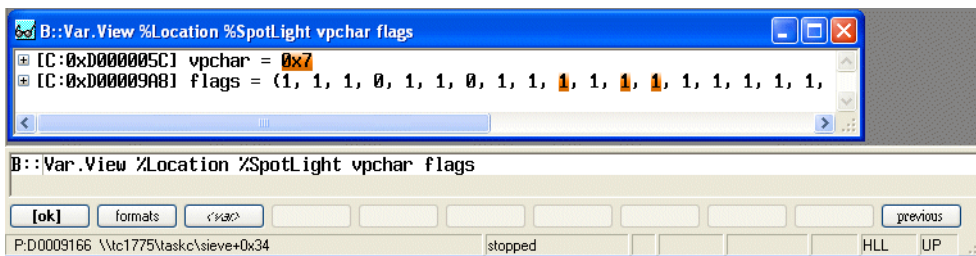 B::Var.View %Location %SpotLight vpchar flags
[C:0xD000005C] vpchar = 0x7
[C:0xD00009A8] flags = (1, 1, 1, 0, 1, 1, 0, 1, 1, 1, 1, 1, 1, 1, 1, 1, 1, 1,
B::Var.View %Location %SpotLight vpchar flags
[ok] formats <var> previous
P:D0009166 \\tc1775\taskc\sieve+0x34 stopped HLL UP